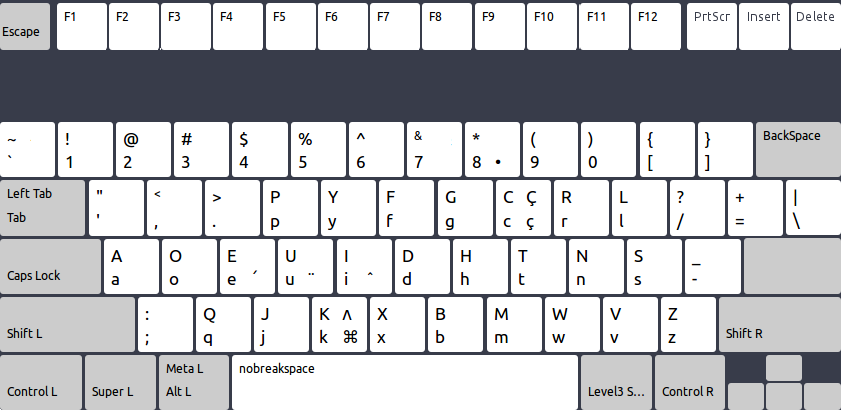 Escape F1 F2 F3 F4 F5 F6 F7 F8 F9 F10 F11 F12 PrtScr Insert Delete
~ ! @ # $ % ^ & * ( ) { } BackSpace
` 1 2 3 4 5 6 7 8 • 9 0 [ ]
Left Tab " < > P Y F G C Ç R L ? + |
Tab ' , . p y f g c ç r l / = \
A O E U I D H T N S _
Caps Lock a o e ´ u ¨ i ˆ d h t n s -
: Q J K Λ X B M W V Z
Shift L ; q j k ⌘ x b m w v z Shift R
Meta L nobreakspace
Control L Super L Alt L Level3 S... Control R